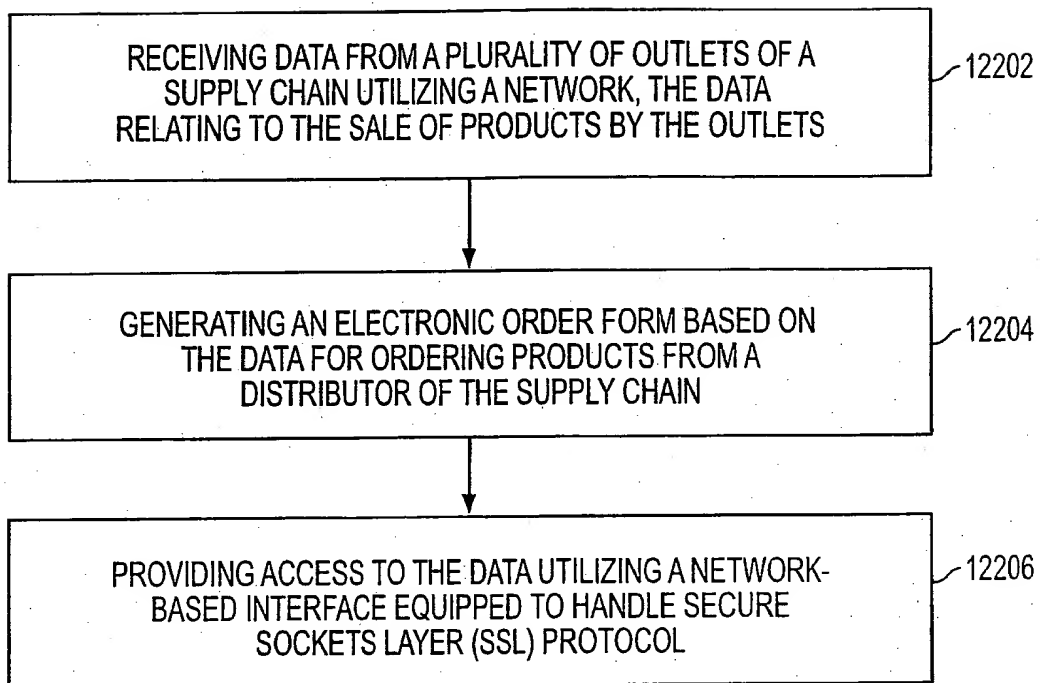 RECEIVING DATA FROM A PLURALITY OF OUTLETS OF A
SUPPLY CHAIN UTILIZING A NETWORK, THE DATA
RELATING TO THE SALE OF PRODUCTS BY THE OUTLETS
12202
GENERATING AN ELECTRONIC ORDER FORM BASED ON
THE DATA FOR ORDERING PRODUCTS FROM A
DISTRIBUTOR OF THE SUPPLY CHAIN
12204
PROVIDING ACCESS TO THE DATA UTILIZING A NETWORK-
BASED INTERFACE EQUIPPED TO HANDLE SECURE
SOCKETS LAYER (SSL) PROTOCOL
12206